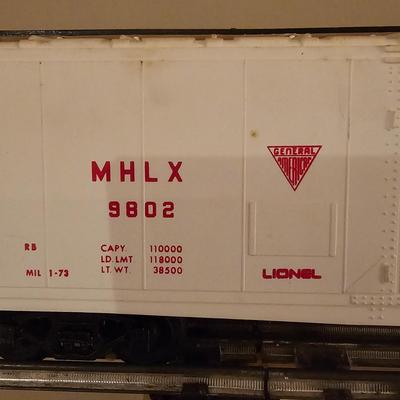 MHLX
9802
GENERAL
AMERICAN
RB CAPY. 110000
LD. LMT 118000
MIL 1-73 LT. WT. 38500
LIONEL